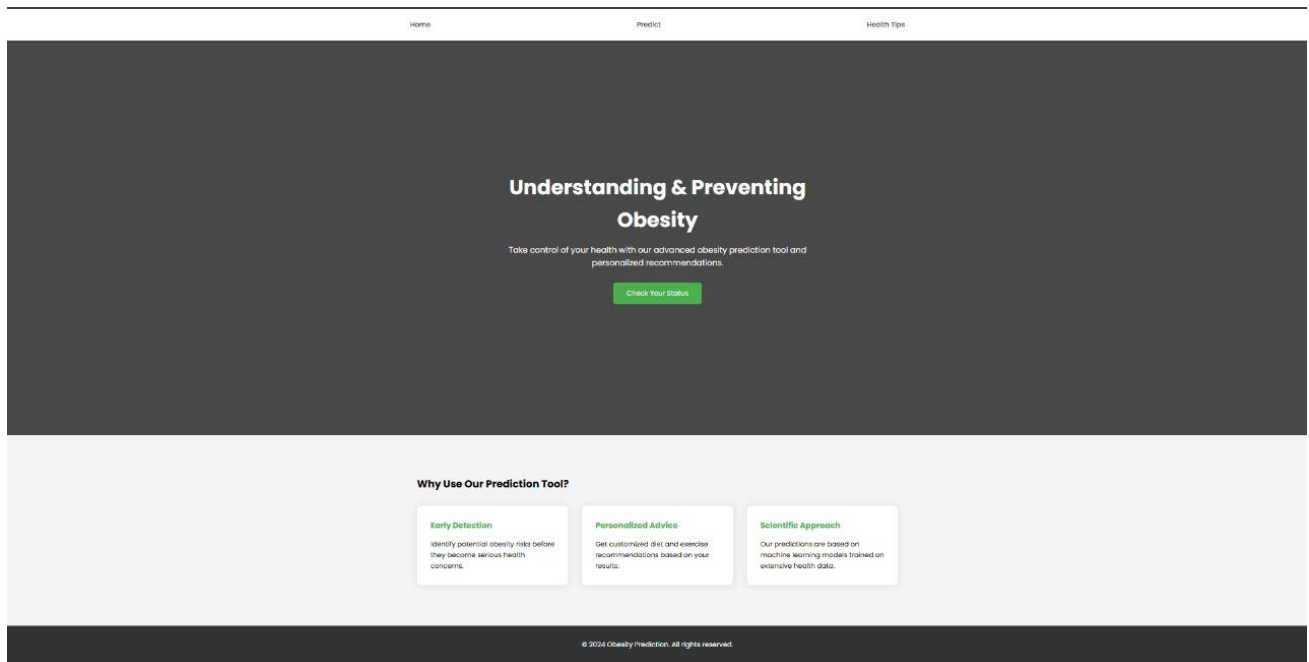 Home Predict Health Tips
Understanding & Preventing
Obesity
Take control of your health with our advanced obesity prediction tool and
personalized recommendations.
Check Your Status
Why Use Our Prediction Tool?
Early Detection
Identify potential obesity risks before
they become serious health
concerns.
Personalized Advice
Get customized diet and exercise
recommendations based on your
results.
Scientific Approach
Our predictions are based on
machine learning models trained on
extensive health data.
© 2024 Obesity Prediction. All rights reserved.